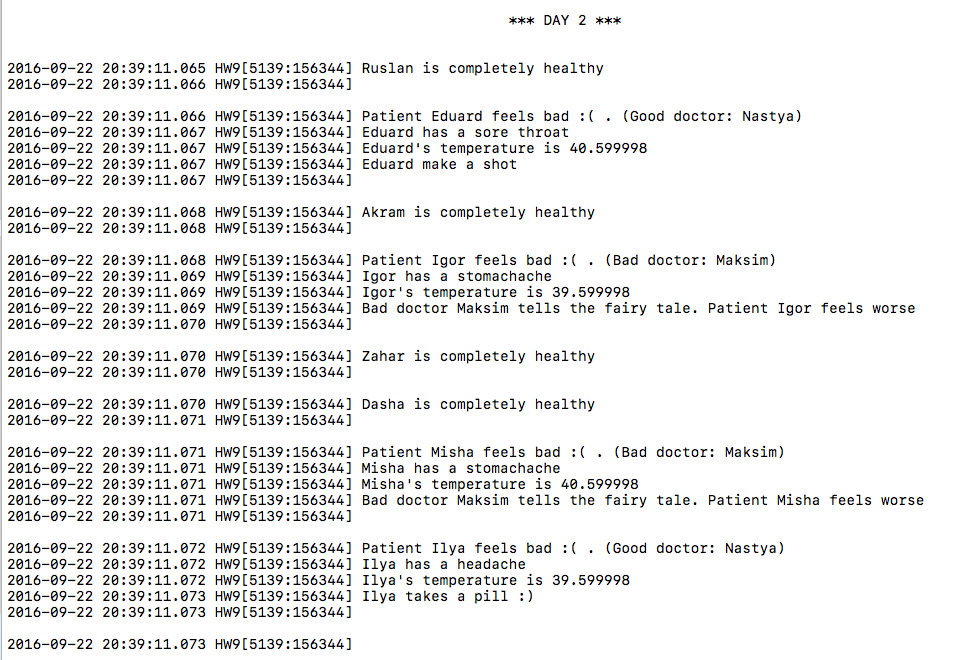 *** DAY 2 ***
2016-09-22 20:39:11.065 HW9[5139:156344] Ruslan is completely healthy
2016-09-22 20:39:11.066 HW9[5139:156344]
2016-09-22 20:39:11.066 HW9[5139:156344] Patient Eduard feels bad :( . (Good doctor: Nastya)
2016-09-22 20:39:11.067 HW9[5139:156344] Eduard has a sore throat
2016-09-22 20:39:11.067 HW9[5139:156344] Eduard's temperature is 40.599998
2016-09-22 20:39:11.067 HW9[5139:156344] Eduard make a shot
2016-09-22 20:39:11.067 HW9[5139:156344]
2016-09-22 20:39:11.068 HW9[5139:156344] Akram is completely healthy
2016-09-22 20:39:11.068 HW9[5139:156344]
2016-09-22 20:39:11.068 HW9[5139:156344] Patient Igor feels bad :( . (Bad doctor: Maksim)
2016-09-22 20:39:11.069 HW9[5139:156344] Igor has a stomachache
2016-09-22 20:39:11.069 HW9[5139:156344] Igor's temperature is 39.599998
2016-09-22 20:39:11.069 HW9[5139:156344] Bad doctor Maksim tells the fairy tale. Patient Igor feels worse
2016-09-22 20:39:11.070 HW9[5139:156344]
2016-09-22 20:39:11.070 HW9[5139:156344] Zahar is completely healthy
2016-09-22 20:39:11.070 HW9[5139:156344]
2016-09-22 20:39:11.070 HW9[5139:156344] Dasha is completely healthy
2016-09-22 20:39:11.071 HW9[5139:156344]
2016-09-22 20:39:11.071 HW9[5139:156344] Patient Misha feels bad :( . (Bad doctor: Maksim)
2016-09-22 20:39:11.071 HW9[5139:156344] Misha has a stomachache
2016-09-22 20:39:11.071 HW9[5139:156344] Misha's temperature is 40.599998
2016-09-22 20:39:11.071 HW9[5139:156344] Bad doctor Maksim tells the fairy tale. Patient Misha feels worse
2016-09-22 20:39:11.071 HW9[5139:156344]
2016-09-22 20:39:11.072 HW9[5139:156344] Patient Ilya feels bad :( . (Good doctor: Nastya)
2016-09-22 20:39:11.072 HW9[5139:156344] Ilya has a headache
2016-09-22 20:39:11.072 HW9[5139:156344] Ilya's temperature is 39.599998
2016-09-22 20:39:11.073 HW9[5139:156344] Ilya takes a pill :)
2016-09-22 20:39:11.073 HW9[5139:156344]
2016-09-22 20:39:11.073 HW9[5139:156344]